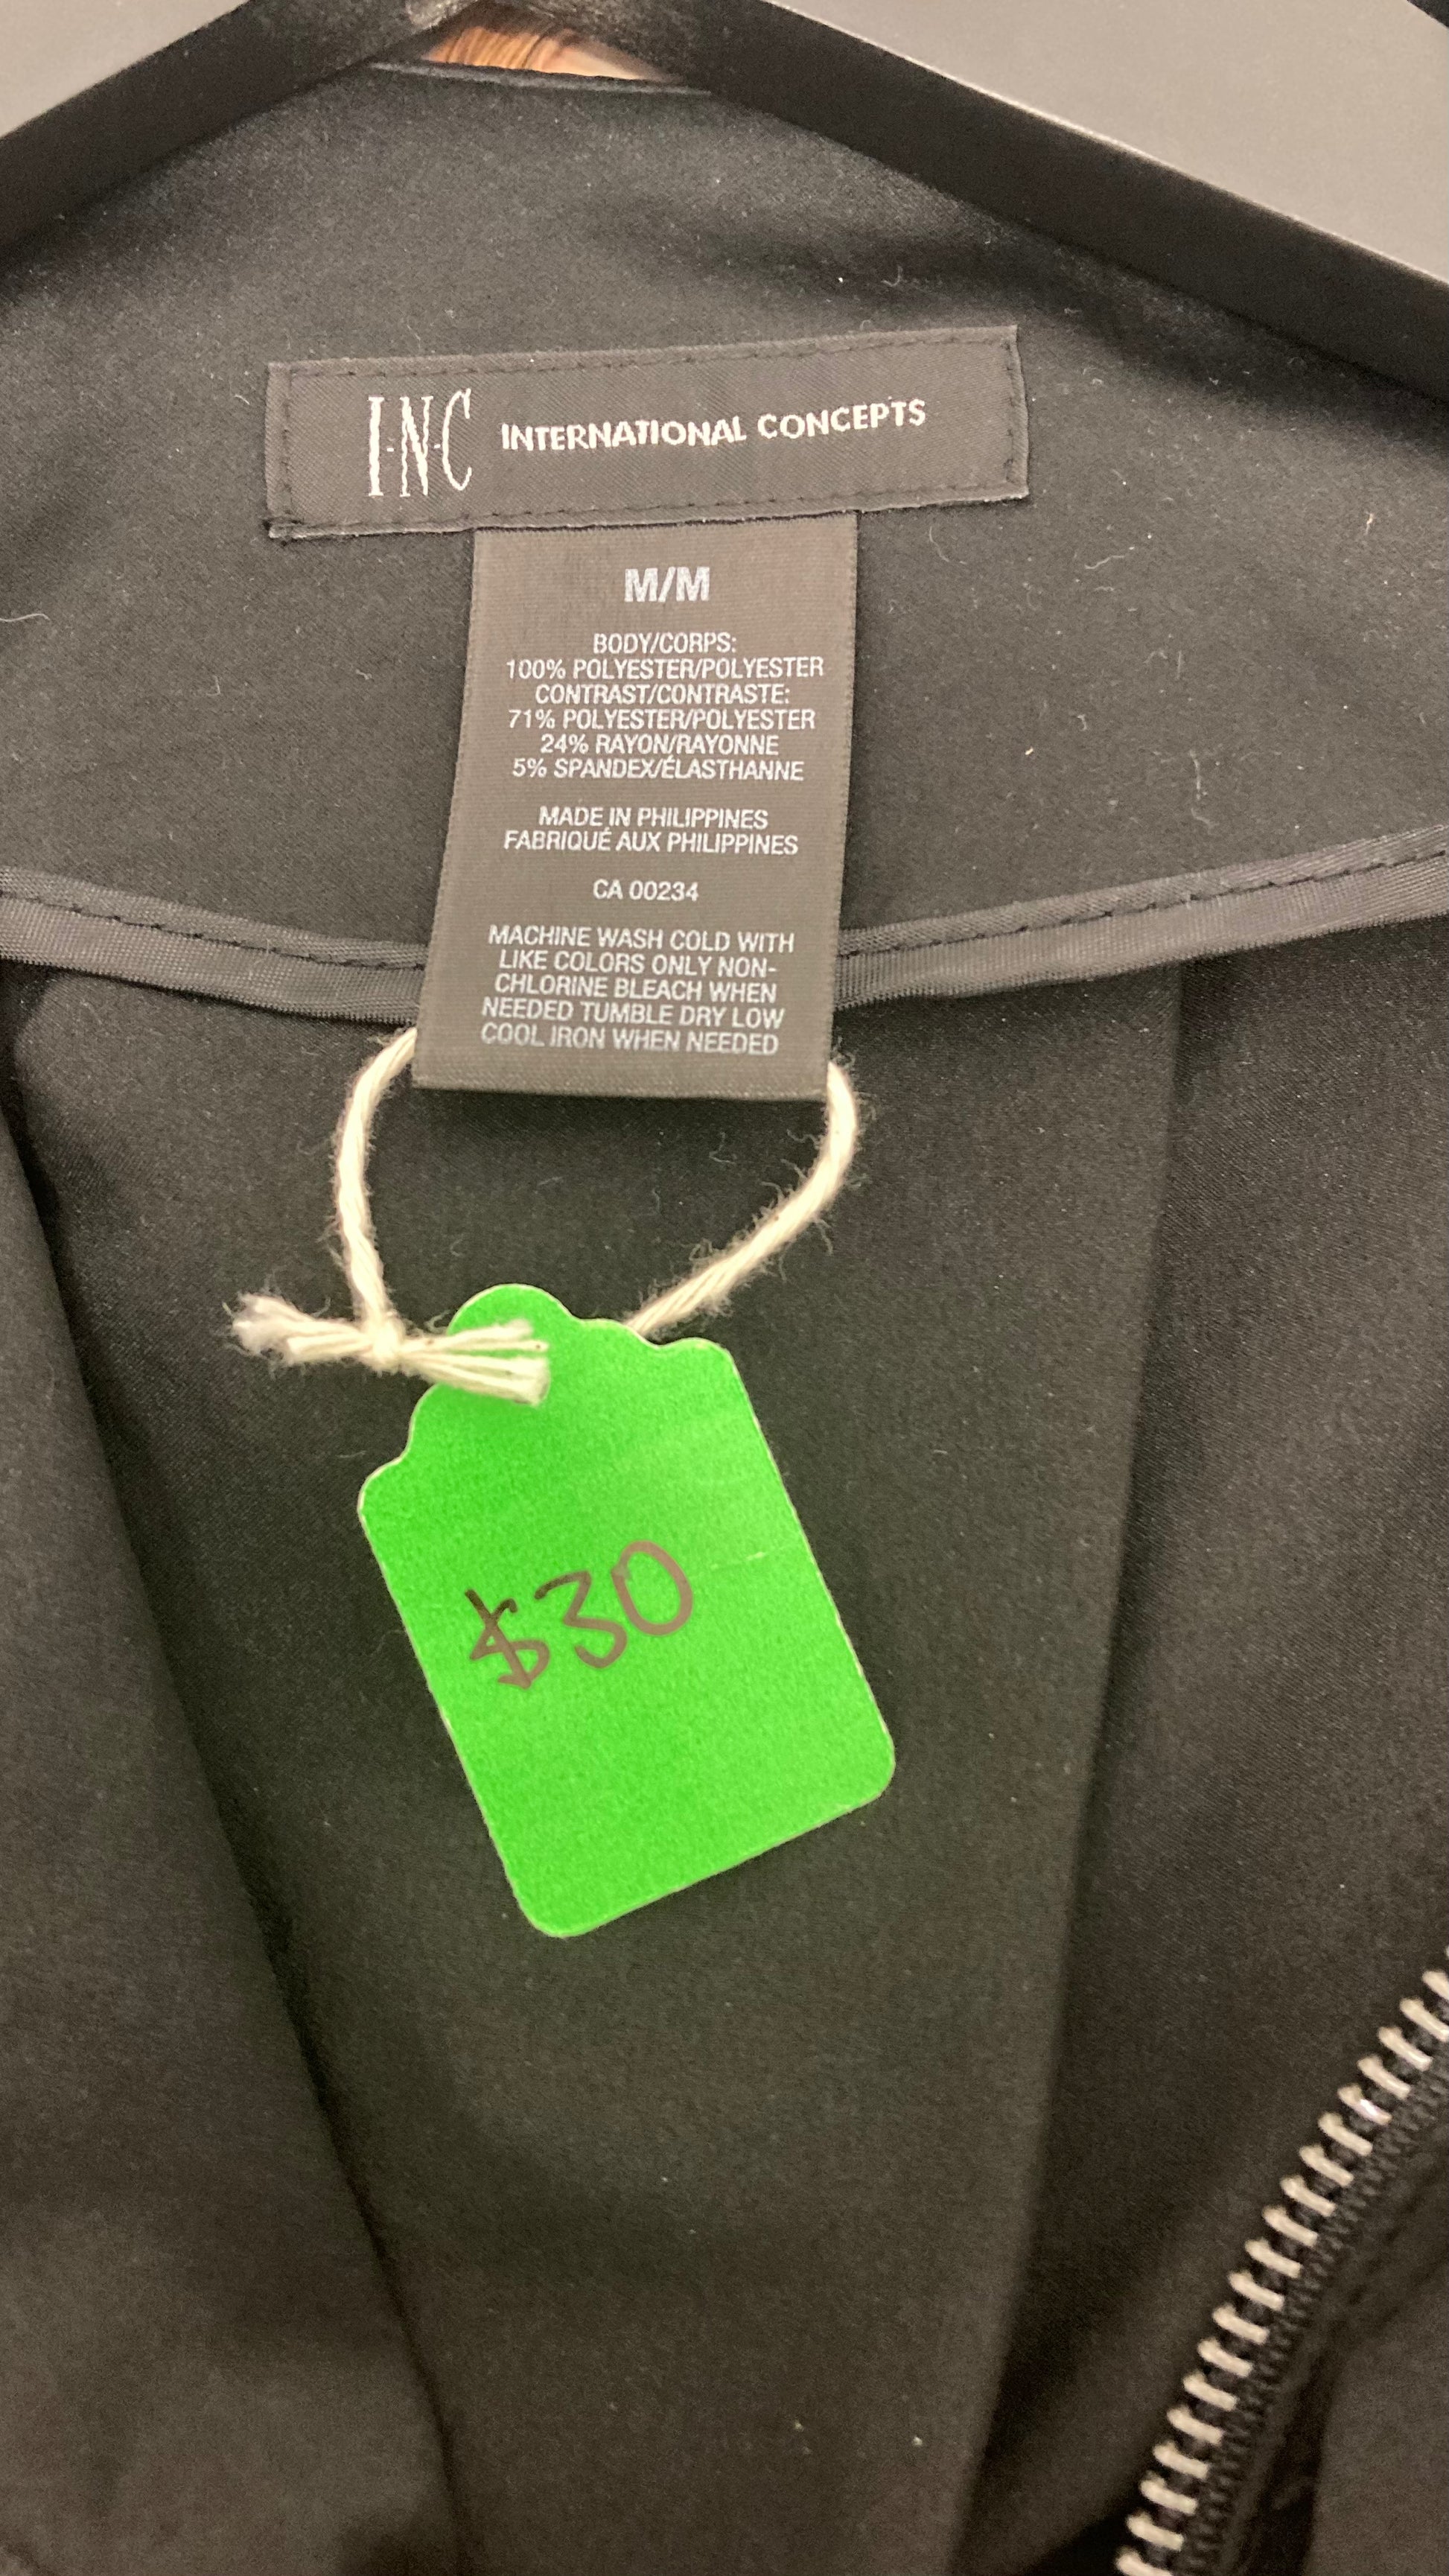 I·N·C INTERNATIONAL CONCEPTS
M/M
BODY/CORPS:
100% POLYESTER/POLYESTER
CONTRAST/CONTRASTE:
71% POLYESTER/POLYESTER
24% RAYON/RAYONNE
5% SPANDEX/ÉLASTHANNE
MADE IN PHILIPPINES
FABRIQUÉ AUX PHILIPPINES
CA 00234
MACHINE WASH COLD WITH
LIKE COLORS ONLY NON-
CHLORINE BLEACH WHEN
NEEDED TUMBLE DRY LOW
COOL IRON WHEN NEEDED
$30